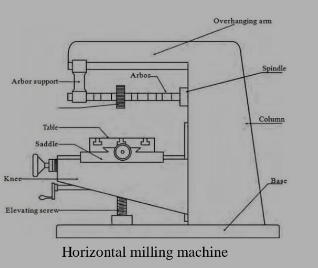 Overhanging arm
Spindle
Arbor
Arbor support
Column
Table
Saddle
Knee
Base
Elevating screw
Horizontal milling machine